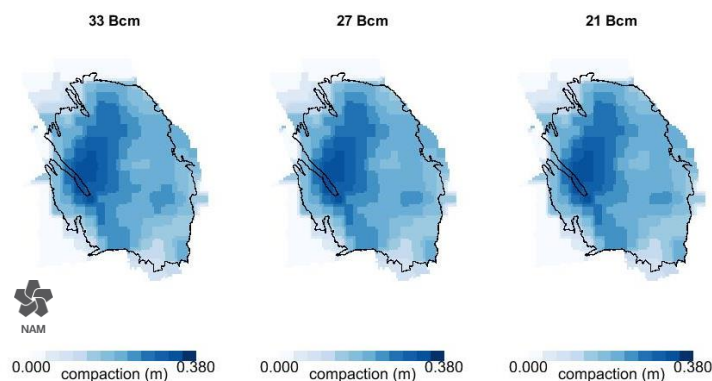 33 Bcm 27 Bcm 21 Bcm
NAM
0.000 0.380 0.000 0.380 0.000 0.380
compaction (m) compaction (m) compaction (m)